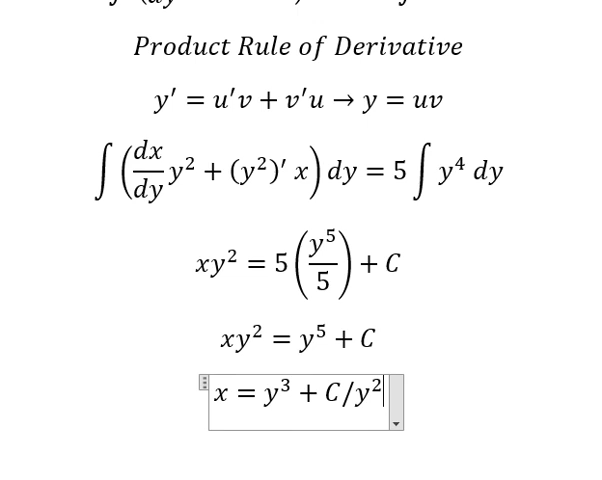 Product Rule of Derivative
y′ = u′v + v′u → y = uv
∫ (dx/dy y² + (y²)′ x) dy = 5 ∫ y⁴ dy
xy² = 5 (y⁵/5) + C
xy² = y⁵ + C
x = y³ + C/y²